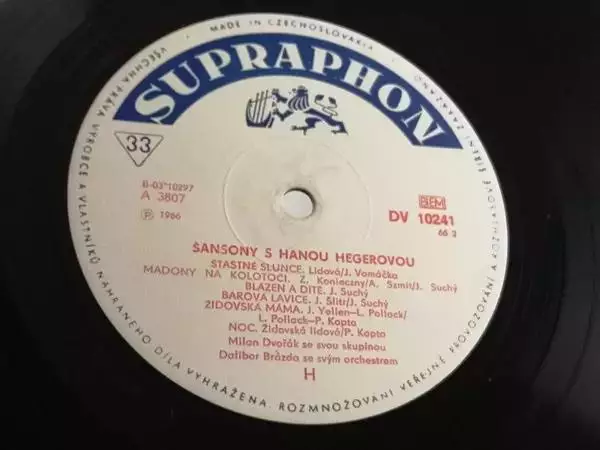 MADE IN CZECHOSLOVAKIA
SUPRAPHON
33
B-03*10297
A 3807
Ⓟ 1966
BIEM
DV 10241
66 2
ŠANSONY S HANOU HEGEROVOU
ŠTASTNÉ SLUNCE. Lidová/J. Vomáčka
MADONY NA KOLOTOČI. Z. Konieczny/A. Szmit/J. Suchý
BLÁZEN A DÍTĚ. J. Suchý
BAROVÁ LAVICE. J. Šlitr/J. Suchý
ŽIDOVSKÁ MÁMA. J. Yellen–L. Pollack/
L. Pollack–P. Kopta
NOC. Židovská lidová/P. Kopta
Milan Dvořák se svou skupinou
Dalibor Brázda se svým orchestrem
H
VŠECHNA PRÁVA VÝROBCE A VLASTNÍKŮ NAHRANÉHO DÍLA VYHRAŽENA. ROZMNOŽOVÁNÍ VEŘEJNÉ PROVOZOVÁNÍ A ROZHLASOVÉ ŠÍŘENÍ ZAKÁZÁNO